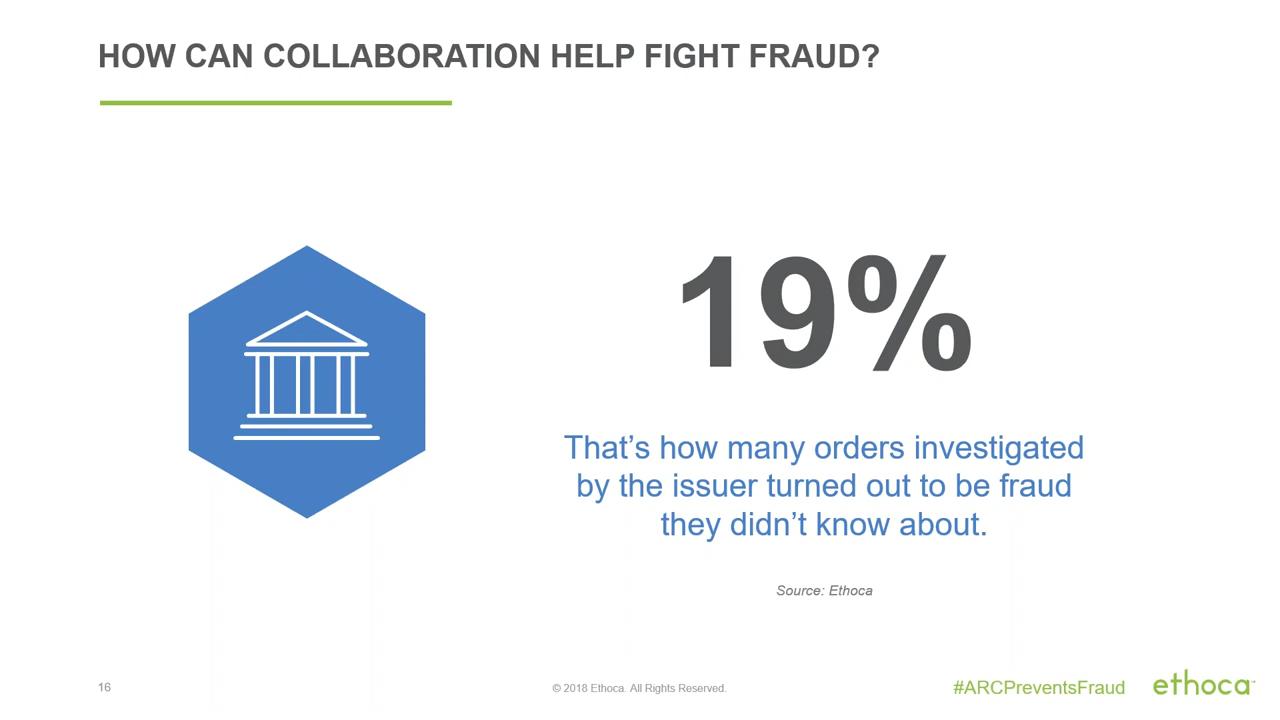 HOW CAN COLLABORATION HELP FIGHT FRAUD?
19%
That’s how many orders investigated
by the issuer turned out to be fraud
they didn’t know about.
Source: Ethoca
16
© 2018 Ethoca. All Rights Reserved.
#ARCPreventsFraud
ethoca™